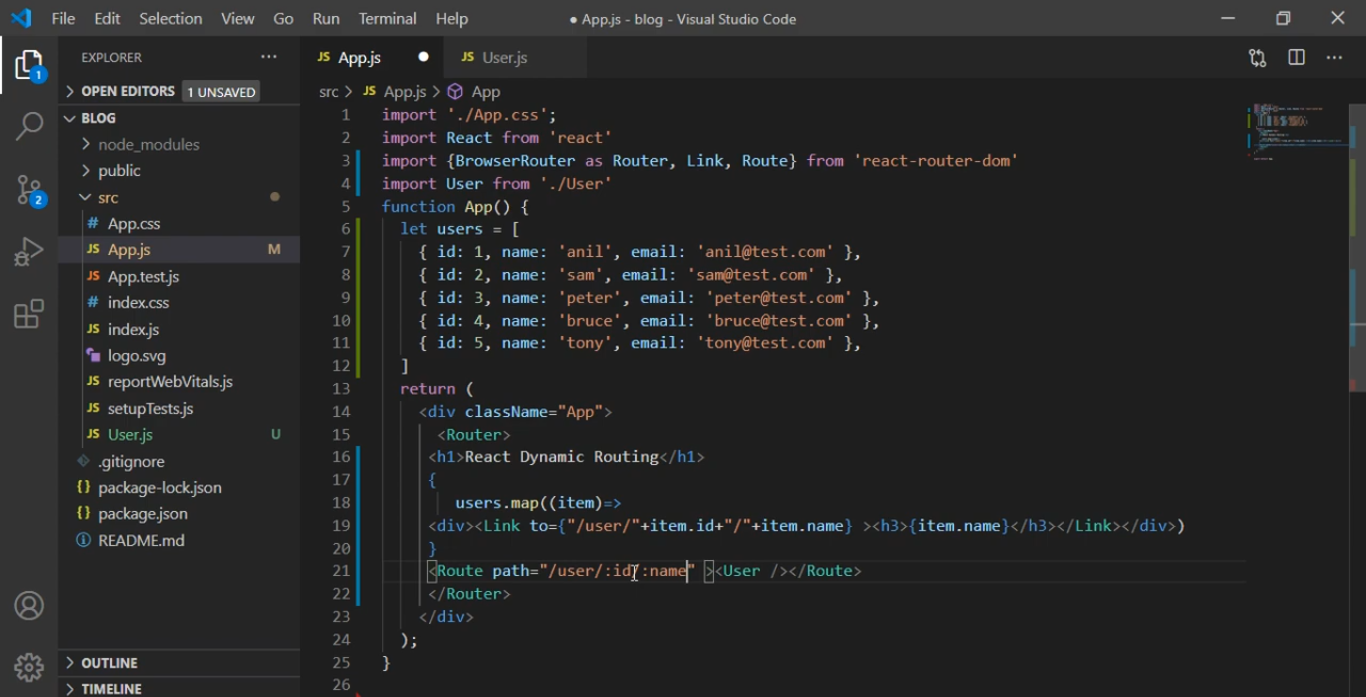 File Edit Selection View Go Run Terminal Help ● App.js - blog - Visual Studio Code
EXPLORER ···
JS App.js ● JS User.js
OPEN EDITORS 1 UNSAVED
src > JS App.js > App
BLOG
node_modules
public
src
# App.css
JS App.js M
JS App.test.js
# index.css
JS index.js
logo.svg
JS reportWebVitals.js
JS setupTests.js
JS User.js U
.gitignore
{} package-lock.json
{} package.json
README.md
OUTLINE
TIMELINE
1
2
1 import './App.css';
2 import React from 'react'
3 import {BrowserRouter as Router, Link, Route} from 'react-router-dom'
4 import User from './User'
5 function App() {
6 let users = [
7 { id: 1, name: 'anil', email: 'anil@test.com' },
8 { id: 2, name: 'sam', email: 'sam@test.com' },
9 { id: 3, name: 'peter', email: 'peter@test.com' },
10 { id: 4, name: 'bruce', email: 'bruce@test.com' },
11 { id: 5, name: 'tony', email: 'tony@test.com' },
12 ]
13 return (
14 <div className="App">
15 <Router>
16 <h1>React Dynamic Routing</h1>
17 {
18 users.map((item)=>
19 <div><Link to={"/user/"+item.id+"/"+item.name} ><h3>{item.name}</h3></Link></div>)
20 }
21 <Route path="/user/:id/:name" ><User /></Route>
22 </Router>
23 </div>
24 );
25 }
26